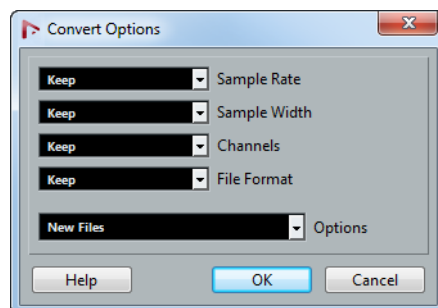 Convert Options
Keep Sample Rate
Keep Sample Width
Keep Channels
Keep File Format
New Files Options
Help OK Cancel